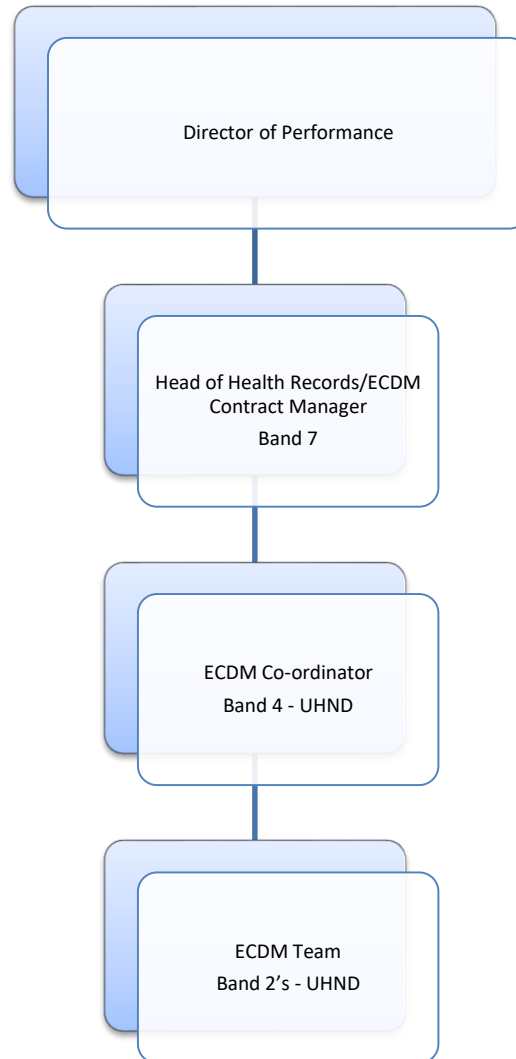 Director of Performance
Head of Health Records/ECDM
Contract Manager
Band 7
ECDM Co-ordinator
Band 4 - UHND
ECDM Team
Band 2’s - UHND